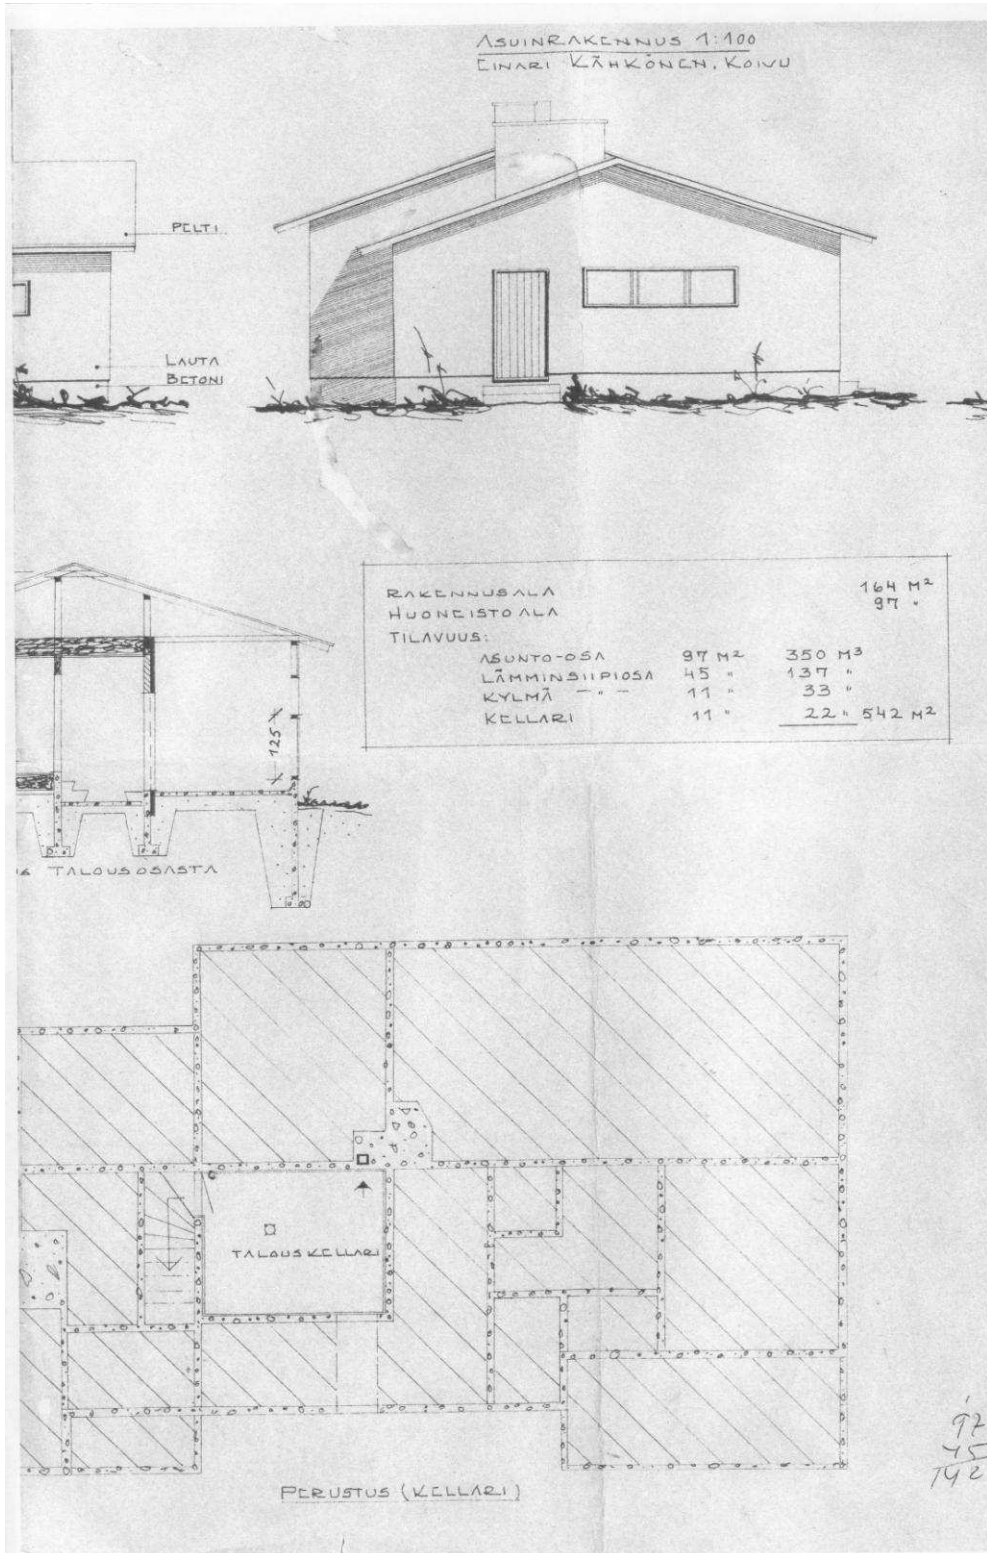 ASUINRAKENNUS 1:100
EINARI KÄHKÖNEN, KOIVU
PELTI
LAUTA
BETONI
RAKENNUSALA 164 M²
HUONEISTOALA 97 "
TILAVUUS:
ASUNTO-OSA 97 M² 350 M³
LÄMMINSIIPIOSA 45 " 137 "
KYLMÄ - " - 11 " 33 "
KELLARI 11 " 22 " 542 M²
125
TALOUSOSASTA
TALOUSKELLARI
97
45
142
PERUSTUS (KELLARI)